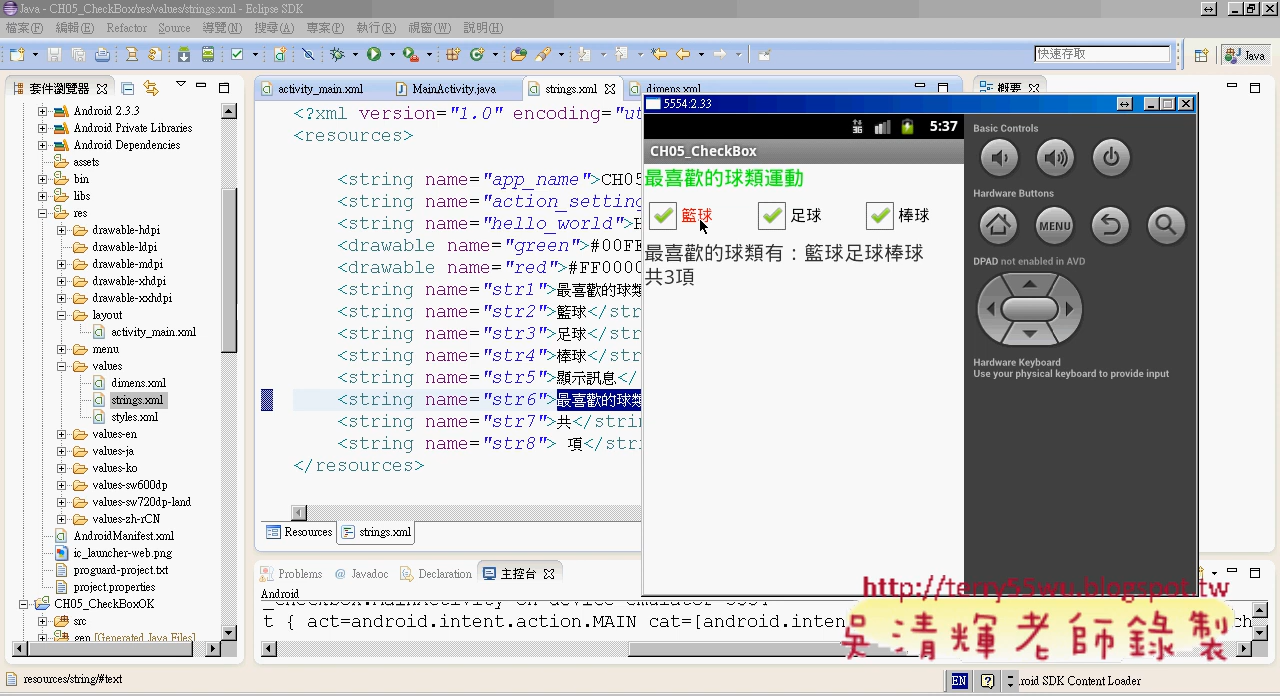 Java - CH05_CheckBox/res/values/strings.xml - Eclipse SDK
檔案(F) 編輯(E) Refactor Source 導覽(N) 搜尋(A) 專案(P) 執行(R) 視窗(W) 說明(H)
快速存取
Java
套件瀏覽器
Android 2.3.3
Android Private Libraries
Android Dependencies
assets
bin
libs
res
drawable-hdpi
drawable-ldpi
drawable-mdpi
drawable-xhdpi
drawable-xxhdpi
layout
activity_main.xml
menu
values
dimens.xml
strings.xml
styles.xml
values-en
values-ja
values-ko
values-sw600dp
values-sw720dp-land
values-zh-rCN
AndroidManifest.xml
ic_launcher-web.png
proguard-project.txt
project.properties
CH05_CheckBoxOK
src
gen [Generated Java Files]
activity_main.xml MainActivity.java strings.xml dimens.xml
概要
<?xml version="1.0" encoding="ut
<resources>
<string name="app_name">CH05
<string name="action_setting
<string name="hello_world">H
<drawable name="green">#00FF
<drawable name="red">#FF0000
<string name="str1">最喜歡的球類
<string name="str2">籃球</str
<string name="str3">足球</str
<string name="str4">棒球</str
<string name="str5">顯示訊息</
<string name="str6">最喜歡的球類
<string name="str7">共</strin
<string name="str8"> 項</stri
</resources>
Resources strings.xml
Problems Javadoc Declaration 主控台
Android
t { act=android.intent.action.MAIN cat=[android.inten
5554:2.33
3G 5:37
CH05_CheckBox
最喜歡的球類運動
籃球 足球 棒球
最喜歡的球類有：籃球足球棒球
共3項
Basic Controls
Hardware Buttons
MENU
DPAD not enabled in AVD
Hardware Keyboard
Use your physical keyboard to provide input
http://terry55wu.blogspot.tw
吳清輝老師錄製
resources/string/#text
EN
roid SDK Content Loader